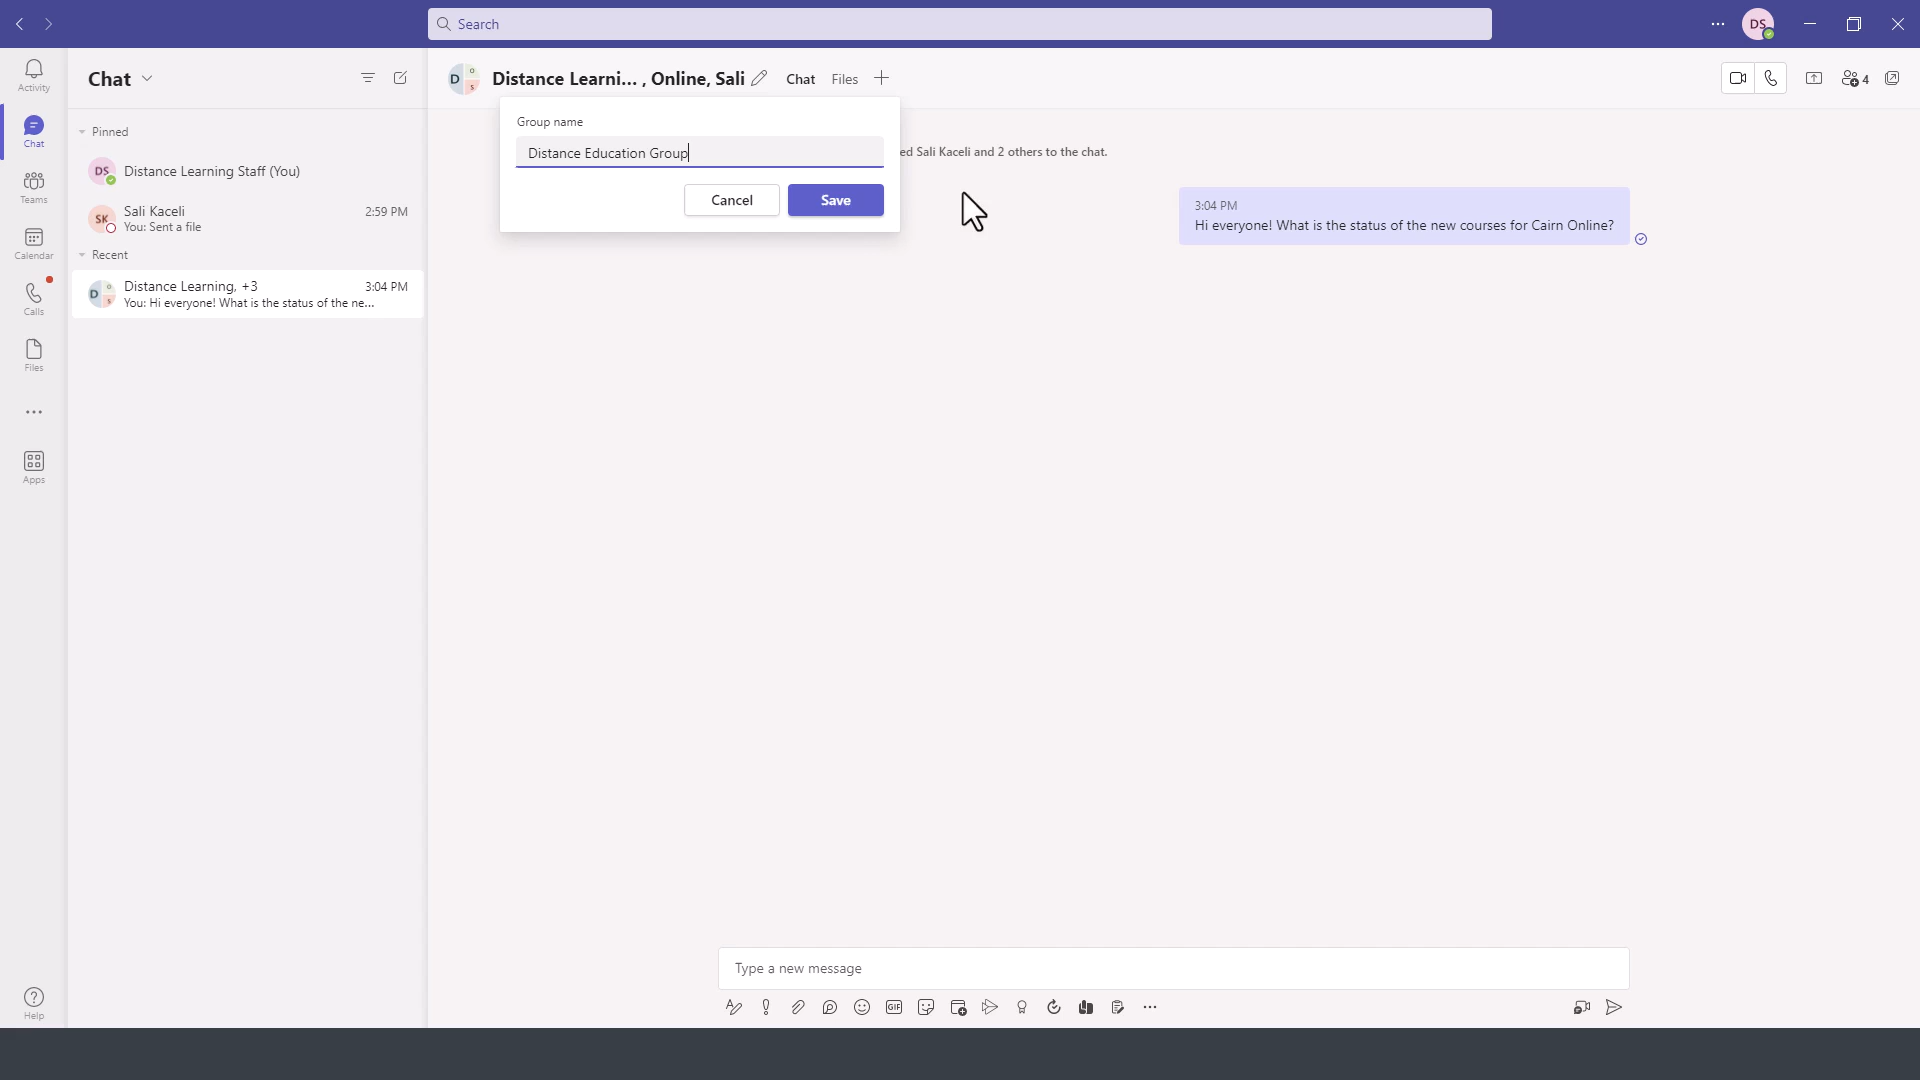 Search
DS
Activity
Chat
Teams
Calendar
Calls
Files
Apps
Help
Chat
Pinned
DS Distance Learning Staff (You)
SK Sali Kaceli 2:59 PM
You: Sent a file
Recent
D O S Distance Learning, +3 3:04 PM
You: Hi everyone! What is the status of the ne...
D O S Distance Learni... , Online, Sali Chat Files 4
Group name
Distance Education Group
Cancel Save
ed Sali Kaceli and 2 others to the chat.
3:04 PM
Hi everyone! What is the status of the new courses for Cairn Online?
Type a new message
GIF